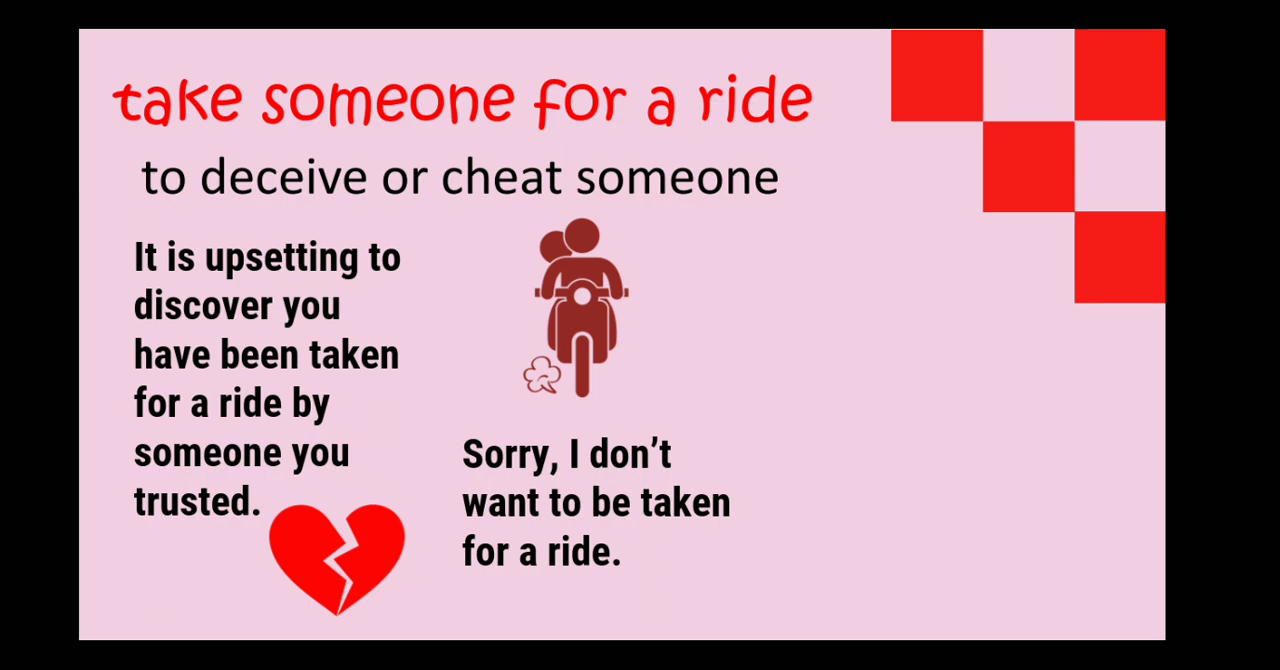 take someone for a ride
to deceive or cheat someone
It is upsetting to
discover you
have been taken
for a ride by
someone you
trusted.
Sorry, I don’t
want to be taken
for a ride.